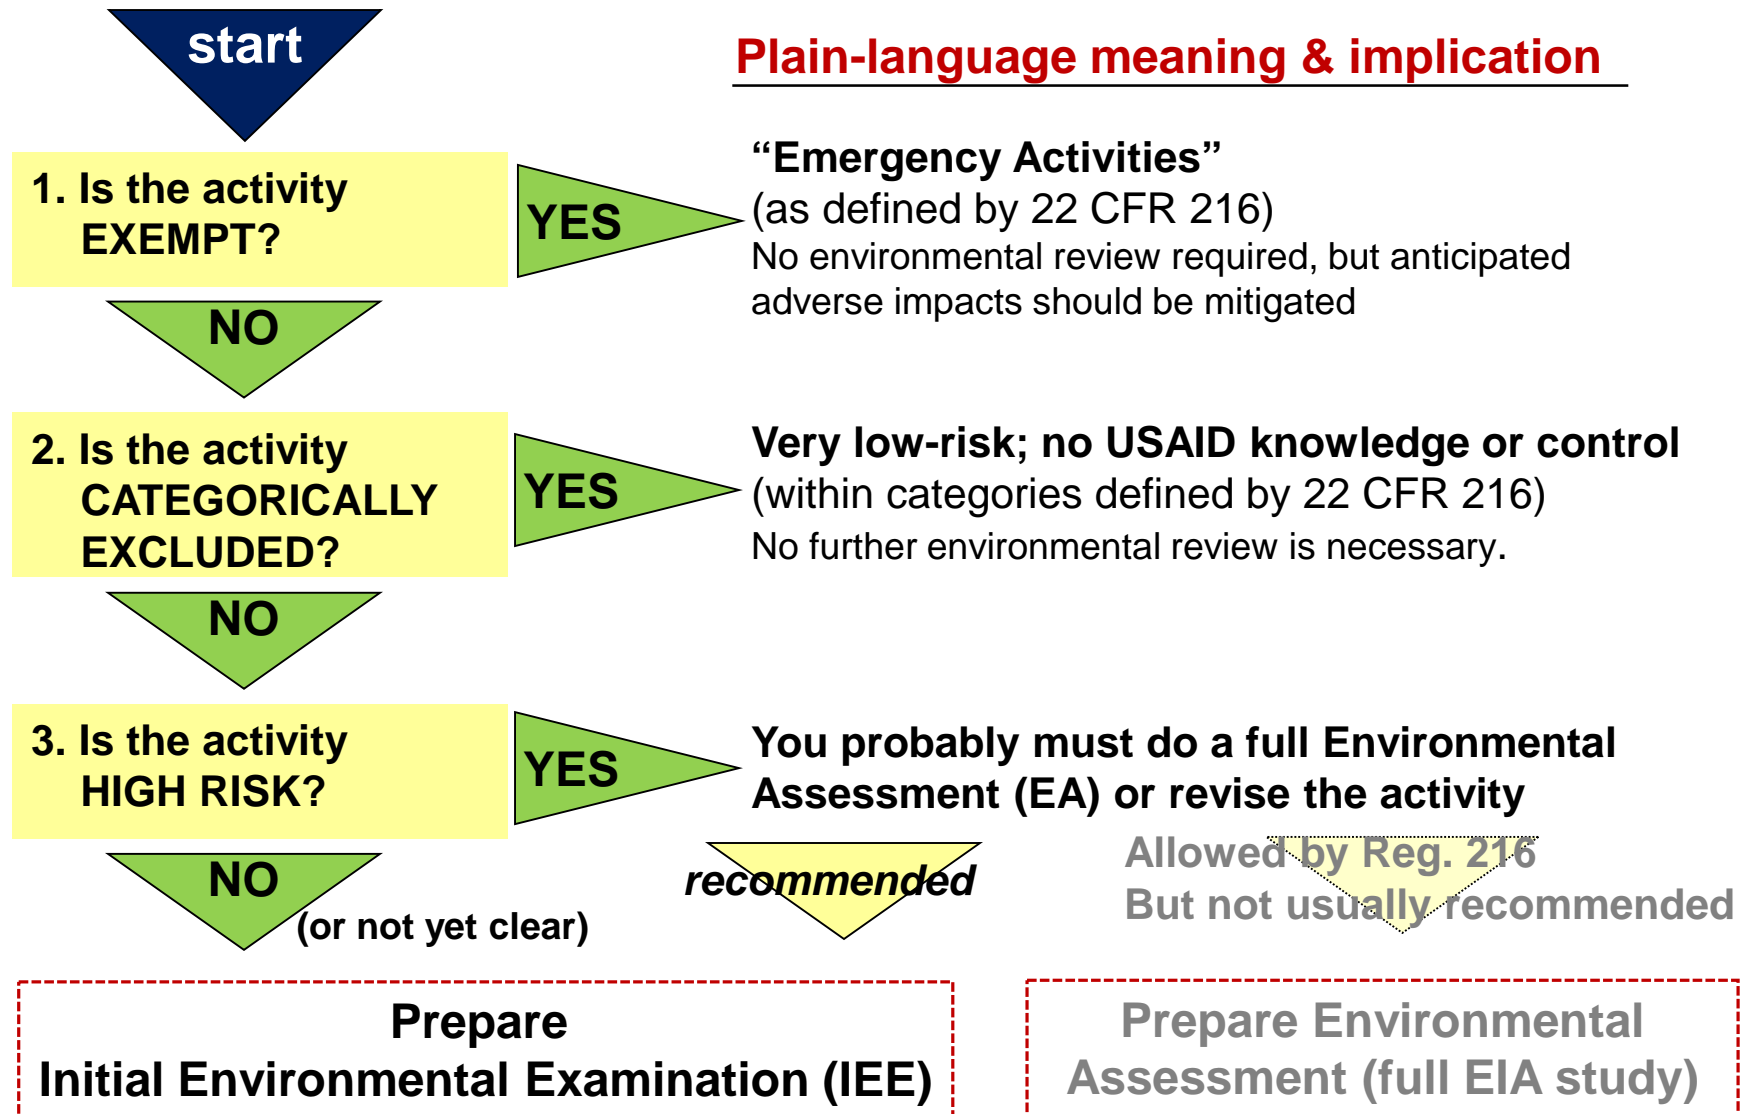 start
Plain-language meaning & implication
1. Is the activity
EXEMPT?
YES
“Emergency Activities”
(as defined by 22 CFR 216)
No environmental review required, but anticipated
adverse impacts should be mitigated
NO
2. Is the activity
CATEGORICALLY
EXCLUDED?
YES
Very low-risk; no USAID knowledge or control
(within categories defined by 22 CFR 216)
No further environmental review is necessary.
NO
3. Is the activity
HIGH RISK?
YES
You probably must do a full Environmental
Assessment (EA) or revise the activity
NO
(or not yet clear)
recommended
Allowed by Reg. 216
But not usually recommended
Prepare
Initial Environmental Examination (IEE)
Prepare Environmental
Assessment (full EIA study)